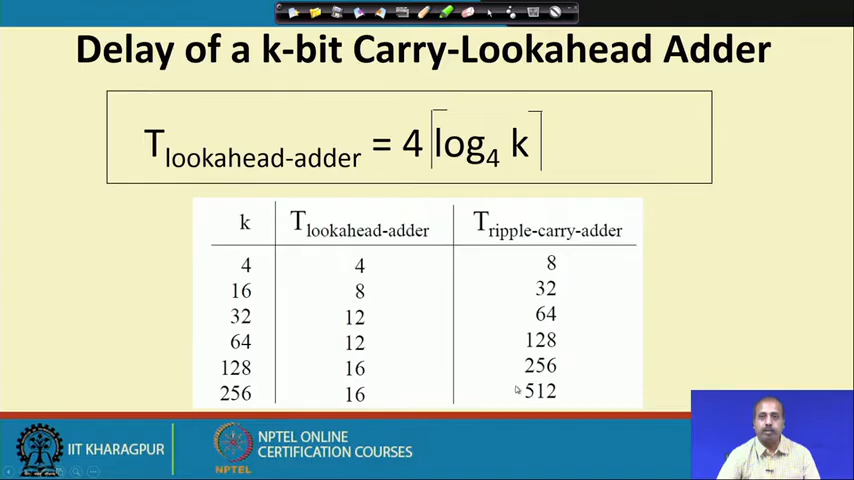 Delay of a k-bit Carry-Lookahead Adder
T lookahead-adder = 4 ⌈log4 k⌉
k T lookahead-adder T ripple-carry-adder
4 4 8
16 8 32
32 12 64
64 12 128
128 16 256
256 16 512
IIT KHARAGPUR
NPTEL
NPTEL ONLINE
CERTIFICATION COURSES